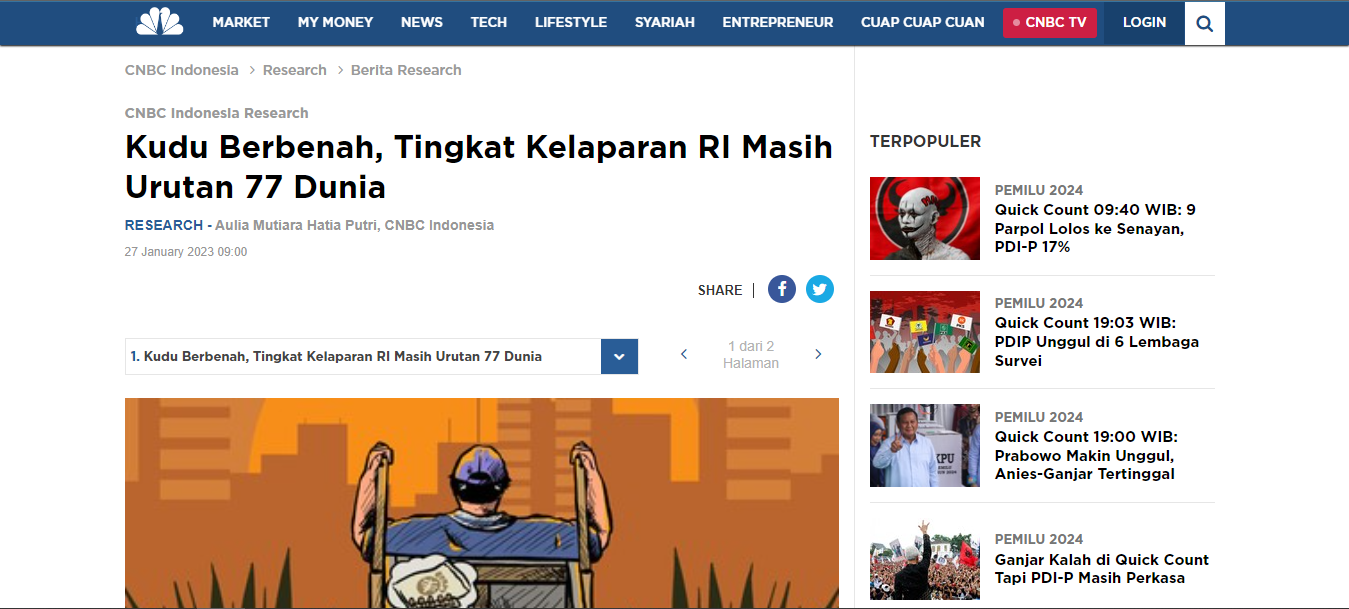 MARKET MY MONEY NEWS TECH LIFESTYLE SYARIAH ENTREPRENEUR CUAP CUAP CUAN CNBC TV LOGIN
CNBC Indonesia > Research > Berita Research
CNBC Indonesia Research
Kudu Berbenah, Tingkat Kelaparan RI Masih
Urutan 77 Dunia
RESEARCH - Aulia Mutiara Hatia Putri, CNBC Indonesia
27 January 2023 09:00
SHARE |
1. Kudu Berbenah, Tingkat Kelaparan RI Masih Urutan 77 Dunia
1 dari 2
Halaman
TERPOPULER
PEMILU 2024
Quick Count 09:40 WIB: 9
Parpol Lolos ke Senayan,
PDI-P 17%
PEMILU 2024
Quick Count 19:03 WIB:
PDIP Unggul di 6 Lembaga
Survei
PEMILU 2024
Quick Count 19:00 WIB:
Prabowo Makin Unggul,
Anies-Ganjar Tertinggal
KPU
PEMILU 2024
Ganjar Kalah di Quick Count
Tapi PDI-P Masih Perkasa